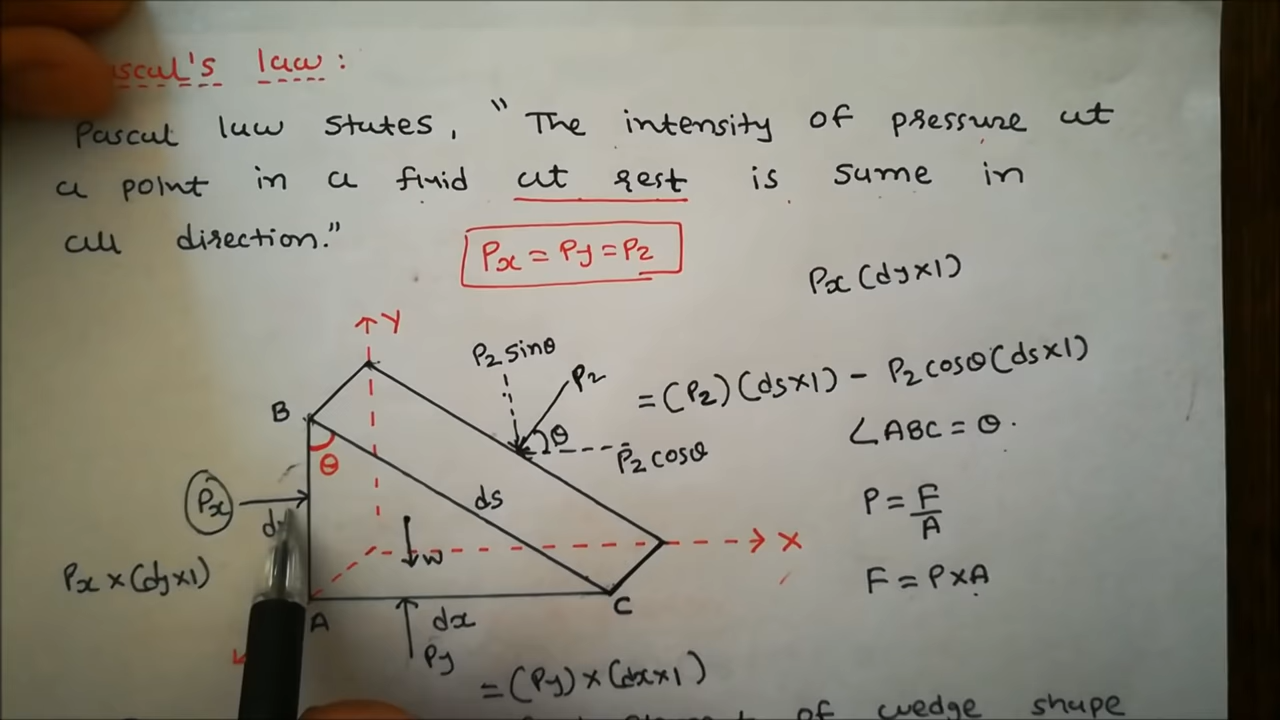 law:
Pascal law states, "The intensity of pressure at
a point in a fluid at rest is same in
all direction."
Px = Py = Pz
Px (dy×1)
Y
Pz sinθ
Pz
= (Pz) (ds×1) - Pz cosθ (ds×1)
B
θ
θ
Pz cosθ
∠ABC = θ.
Px
ds
P = F/A
W
X
Px × (dy×1)
F = P×A
A
dx
C
Py
= (Py) × (dx×1)
of wedge shape